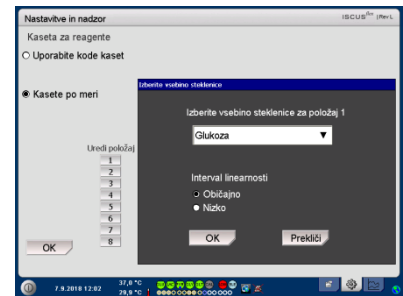 Nastavitve in nadzor
Kaseta za reagente
Uporabite kode kaset
Kasete po meri
Izberite vsebino steklenice
Izberite vsebino steklenice za položaj 1
Glukoza
Uredi položaj
1
2
3
4
5
6
7
8
Interval linearnosti
Običajno
Nizko
OK
Prekliči
OK
7.9.2018 12:02
37,0 °C
29,9 °C